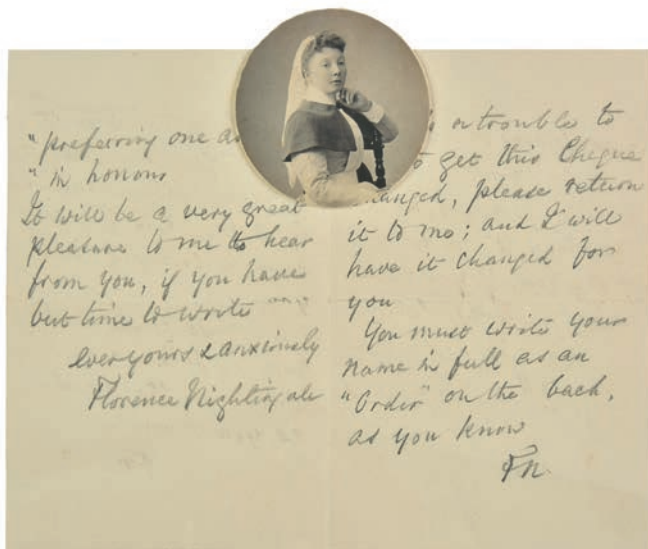 "preferring one a
"in honour
It will be a very great
pleasure to me to hear
from you, if you have
but time to write
ever yours & anxiously
Florence Nightingale
a trouble to
to get this Cheque
changed, please return
it to me; and I will
have it changed for
you
You must write your
name in full as an
"Order" on the back,
as you know
FN.